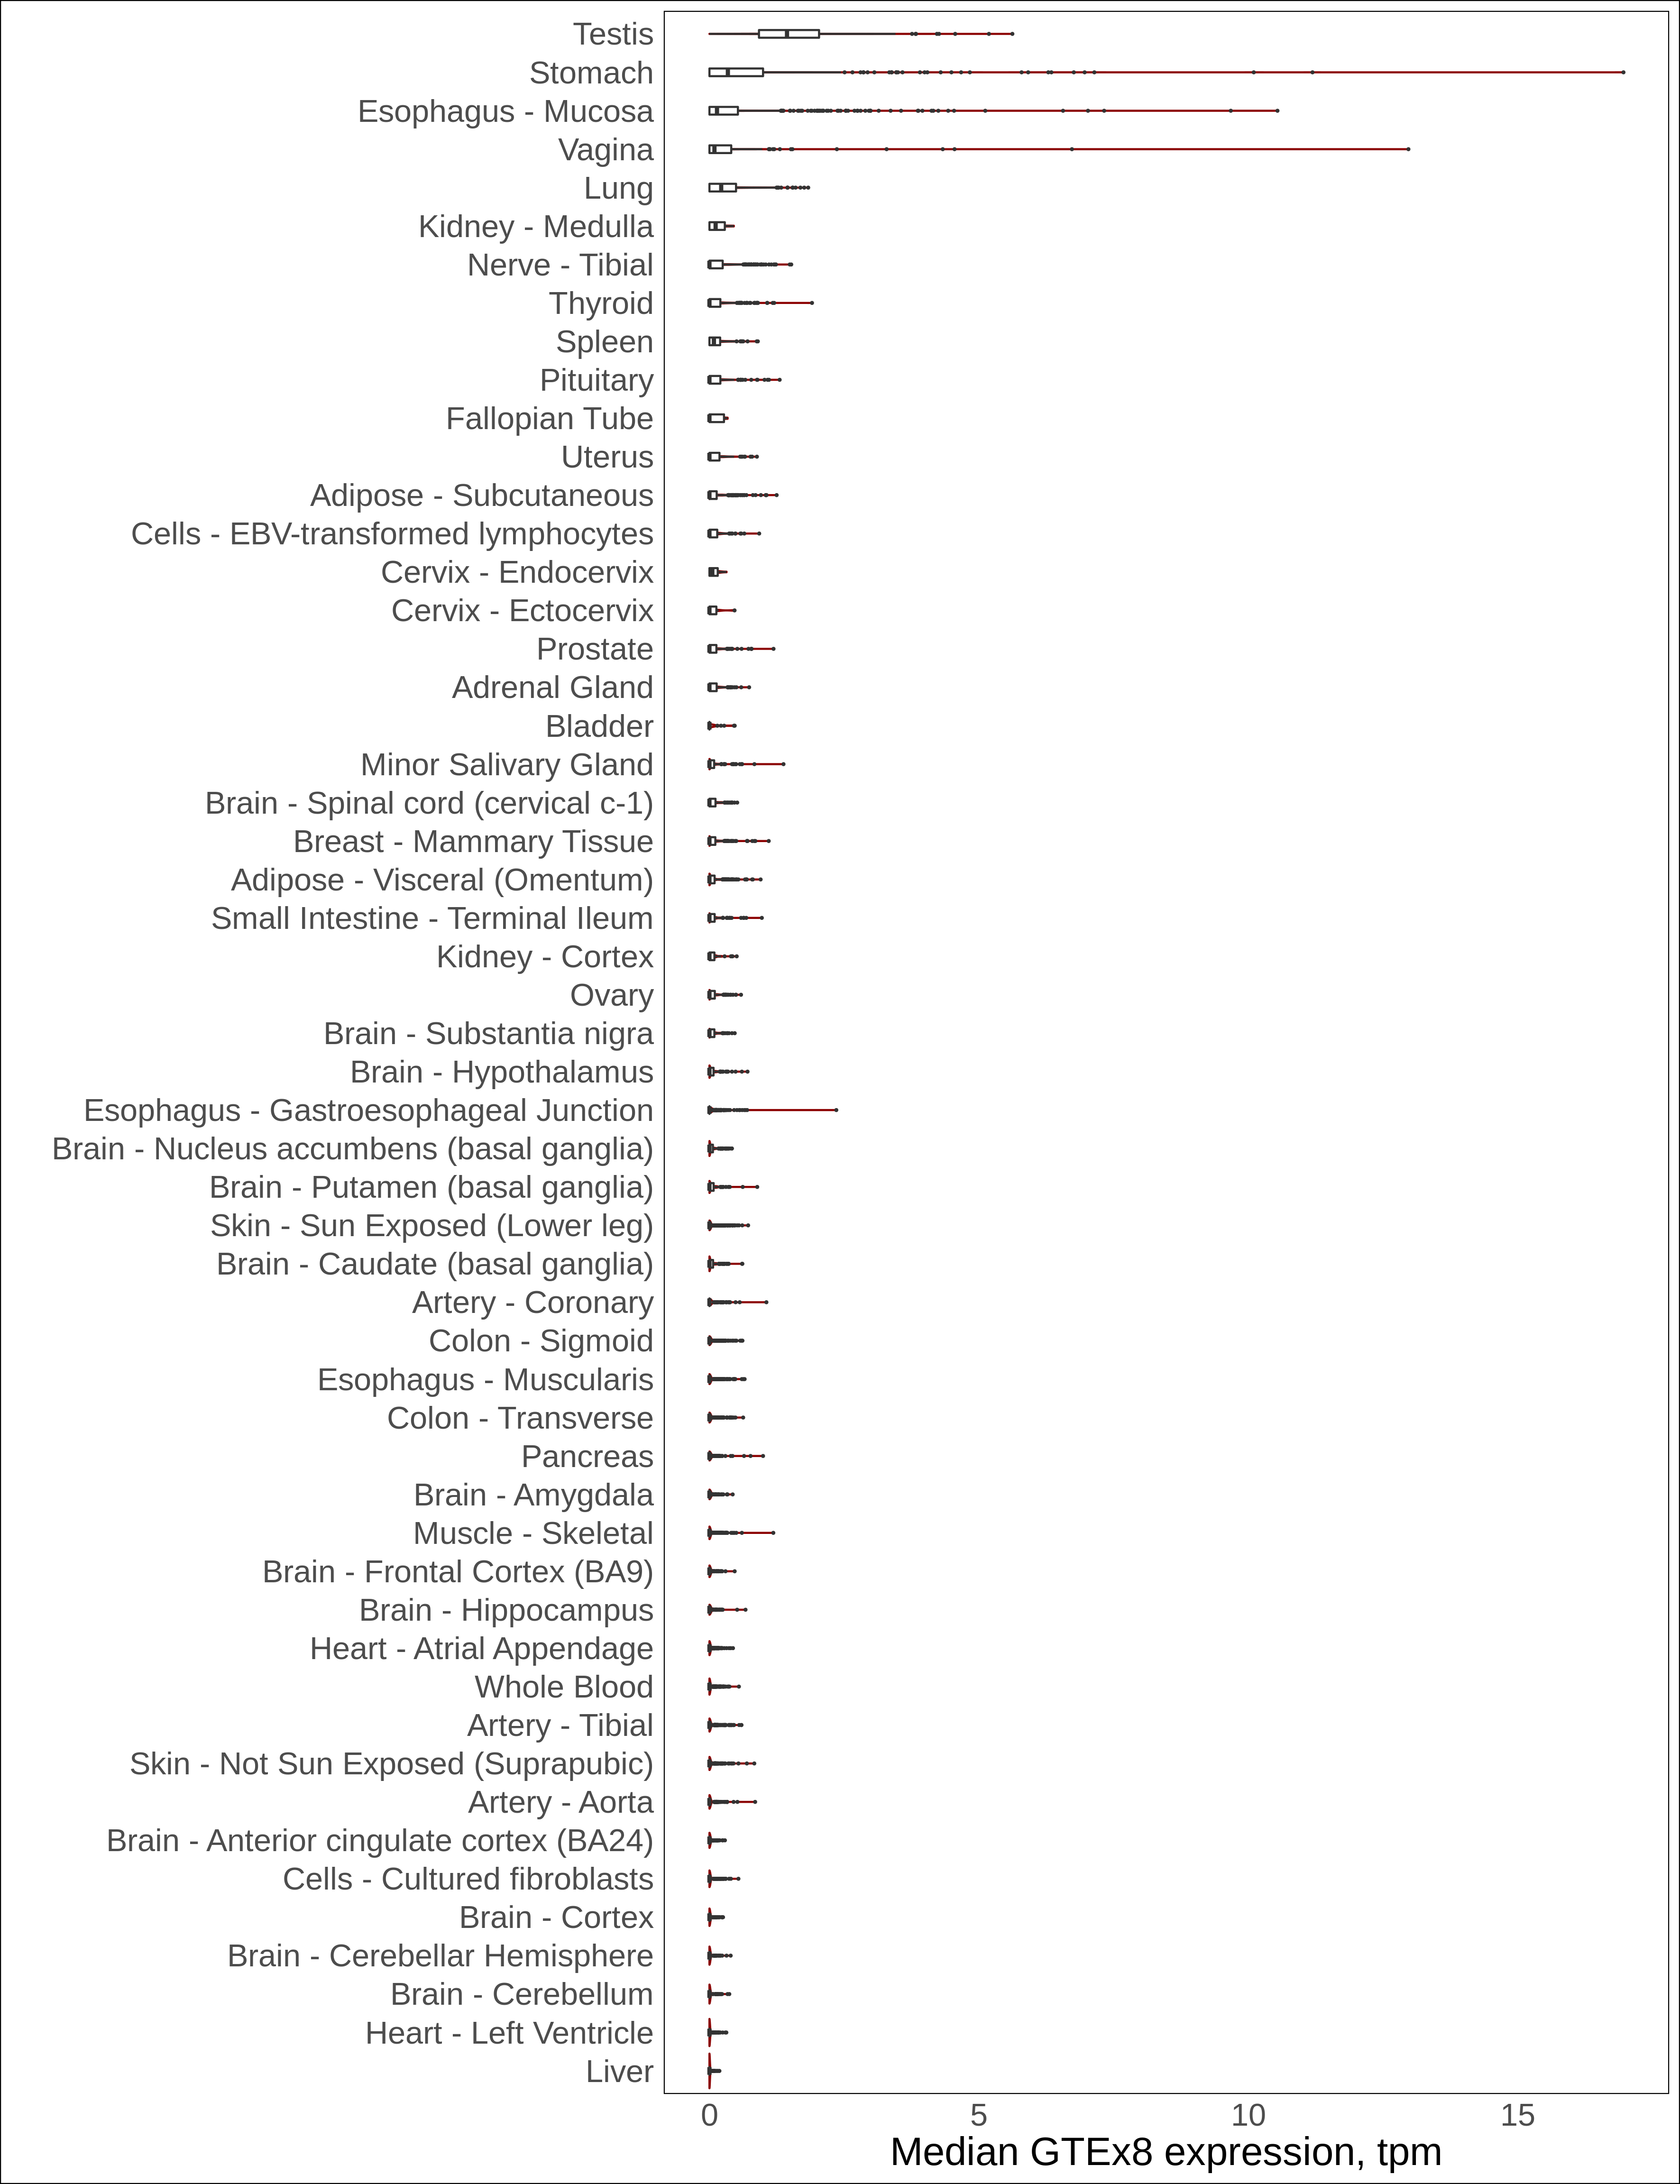 Testis
Stomach
Esophagus - Mucosa
Vagina
Lung
Kidney - Medulla
Nerve - Tibial
Thyroid
Spleen
Pituitary
Fallopian Tube
Uterus
Adipose - Subcutaneous
Cells - EBV-transformed lymphocytes
Cervix - Endocervix
Cervix - Ectocervix
Prostate
Adrenal Gland
Bladder
Minor Salivary Gland
Brain - Spinal cord (cervical c-1)
Breast - Mammary Tissue
Adipose - Visceral (Omentum)
Small Intestine - Terminal Ileum
Kidney - Cortex
Ovary
Brain - Substantia nigra
Brain - Hypothalamus
Esophagus - Gastroesophageal Junction
Brain - Nucleus accumbens (basal ganglia)
Brain - Putamen (basal ganglia)
Skin - Sun Exposed (Lower leg)
Brain - Caudate (basal ganglia)
Artery - Coronary
Colon - Sigmoid
Esophagus - Muscularis
Colon - Transverse
Pancreas
Brain - Amygdala
Muscle - Skeletal
Brain - Frontal Cortex (BA9)
Brain - Hippocampus
Heart - Atrial Appendage
Whole Blood
Artery - Tibial
Skin - Not Sun Exposed (Suprapubic)
Artery - Aorta
Brain - Anterior cingulate cortex (BA24)
Cells - Cultured fibroblasts
Brain - Cortex
Brain - Cerebellar Hemisphere
Brain - Cerebellum
Heart - Left Ventricle
Liver
0 5 10 15
Median GTEx8 expression, tpm